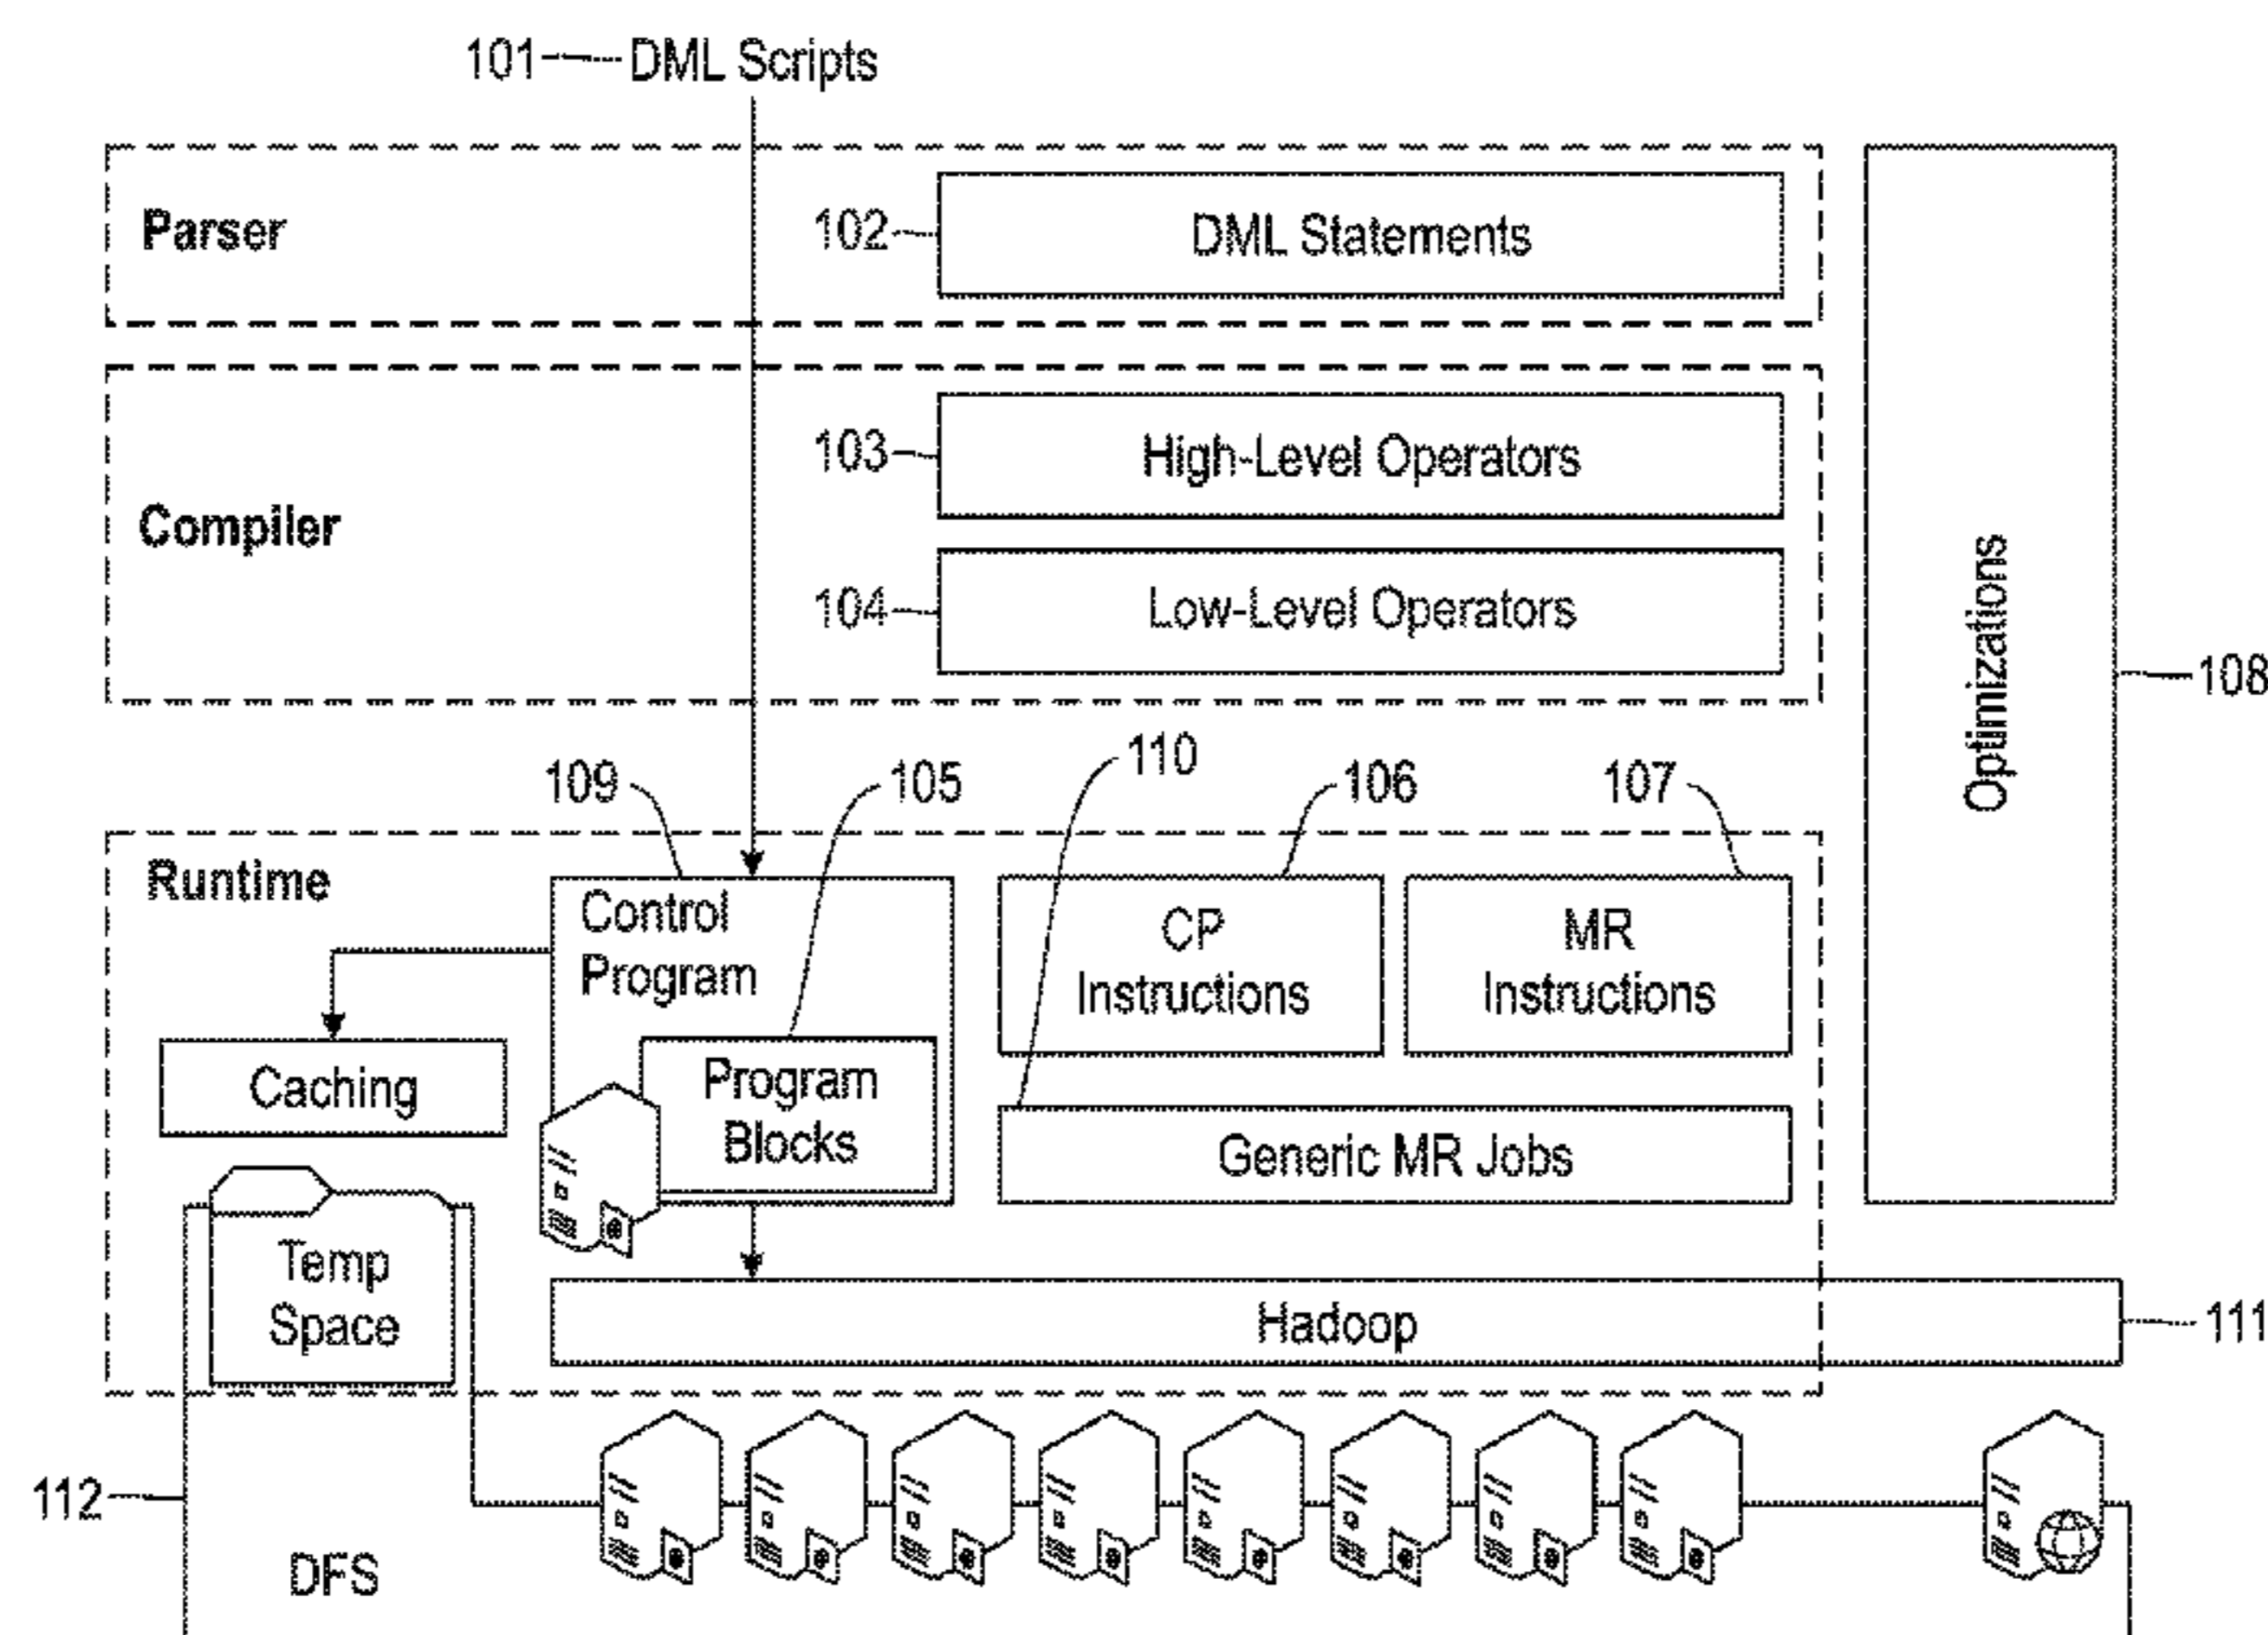 101 DML Scripts
Parser
102 DML Statements
Compiler
103 High-Level Operators
104 Low-Level Operators
Optimizations
108
109
105
110
106
107
Runtime
Control
Program
CP
Instructions
MR
Instructions
Caching
Program
Blocks
Generic MR Jobs
Temp
Space
Hadoop
111
112
DFS